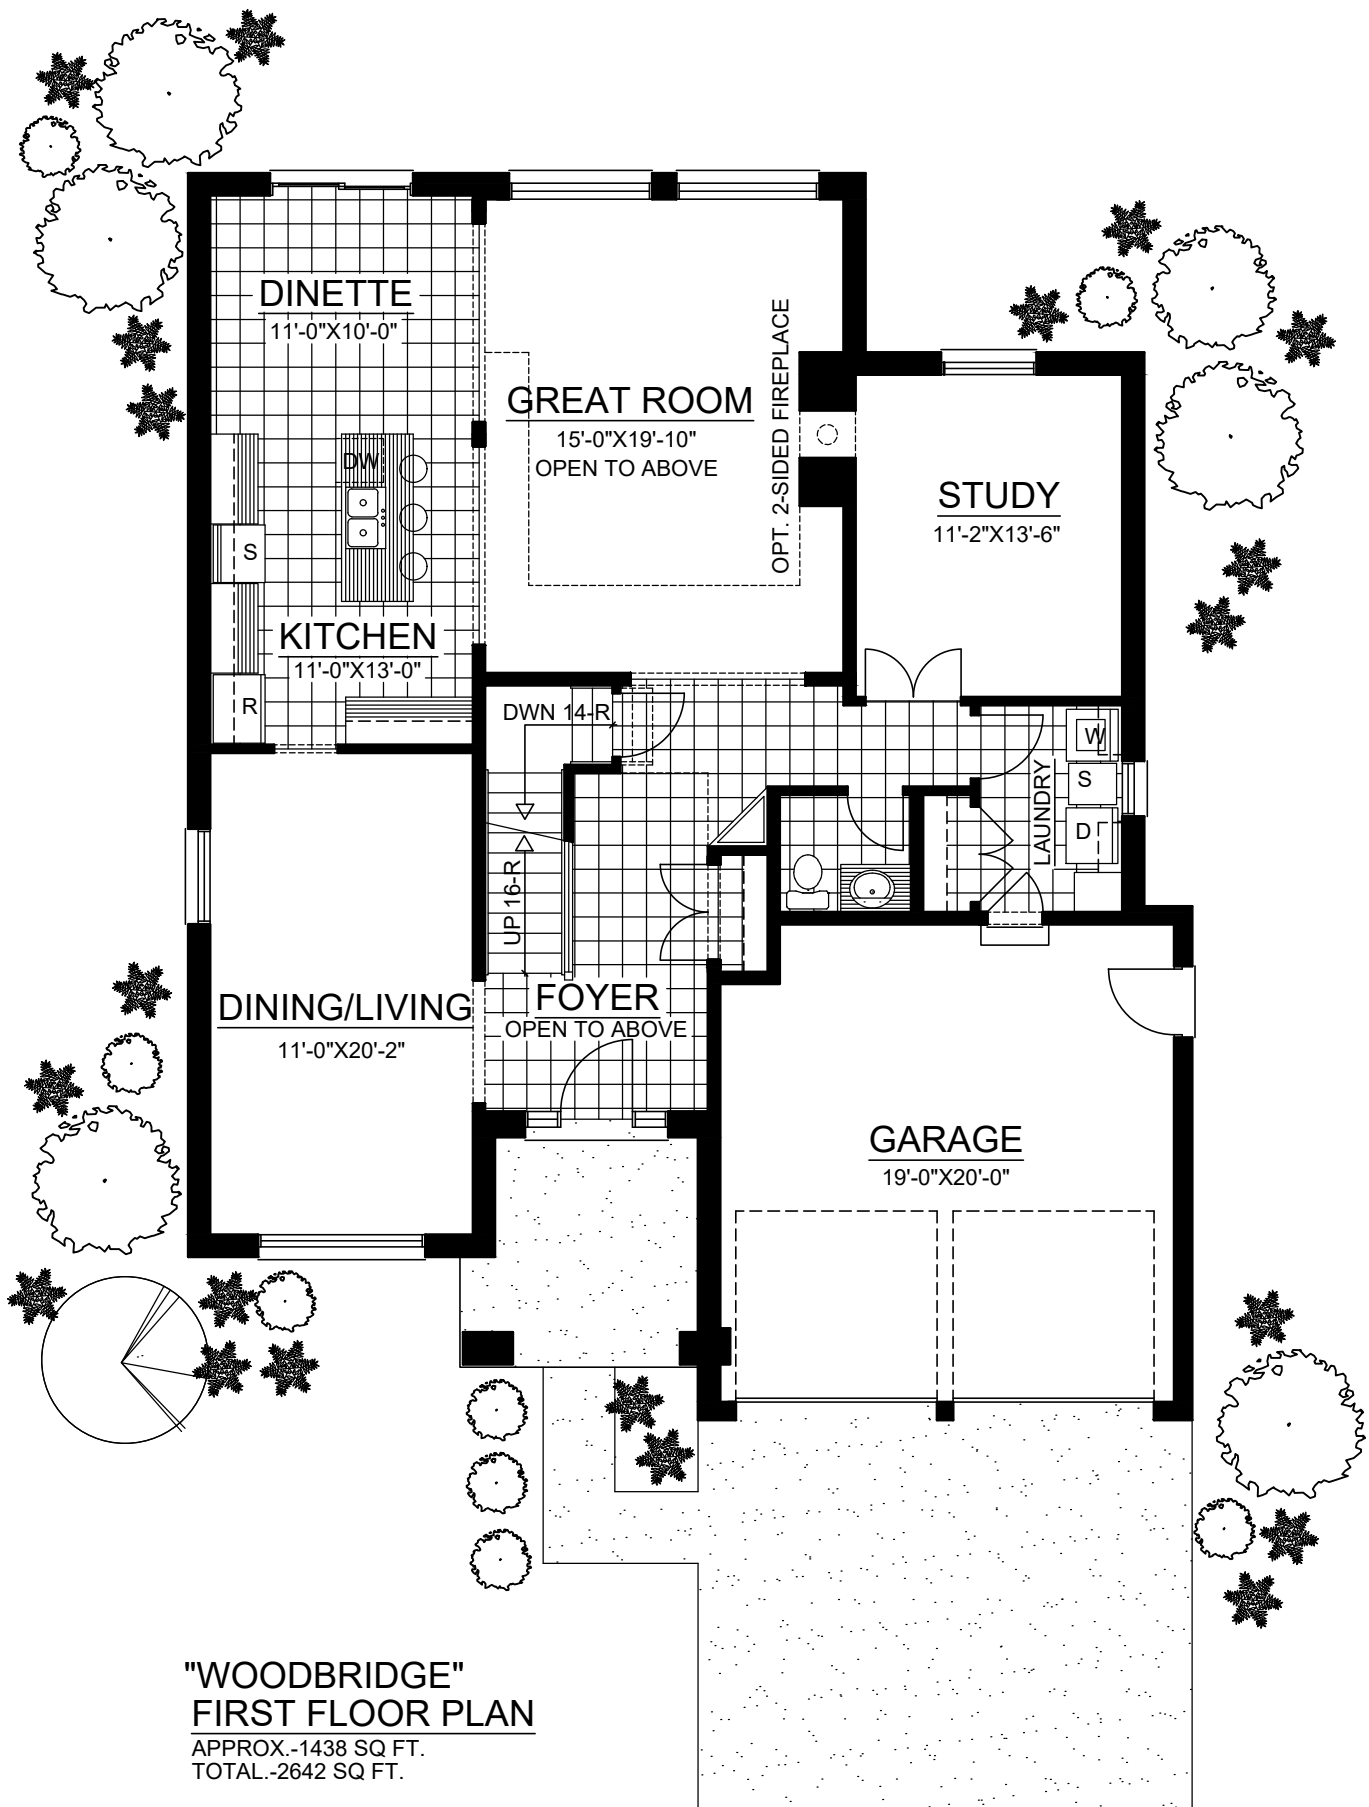 DINETTE
11'-0"X10'-0"
GREAT ROOM
15'-0"X19'-10"
OPEN TO ABOVE
OPT. 2-SIDED FIREPLACE
STUDY
11'-2"X13'-6"
DW
S
KITCHEN
11'-0"X13'-0"
R
DWN 14-R
UP 16-R
W
S
D
LAUNDRY
DINING/LIVING
11'-0"X20'-2"
FOYER
OPEN TO ABOVE
GARAGE
19'-0"X20'-0"
"WOODBRIDGE"
FIRST FLOOR PLAN
APPROX.-1438 SQ FT.
TOTAL.-2642 SQ FT.